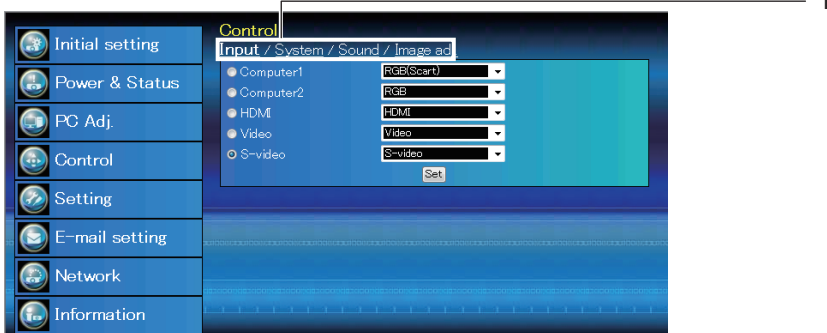 Control
Input / System / Sound / Image ad
Initial setting
Power & Status
PC Adj.
Control
Setting
E-mail setting
Network
Information
Computer1 RGB(Scart)
Computer2 RGB
HDMI HDMI
Video Video
S-video S-video
Set